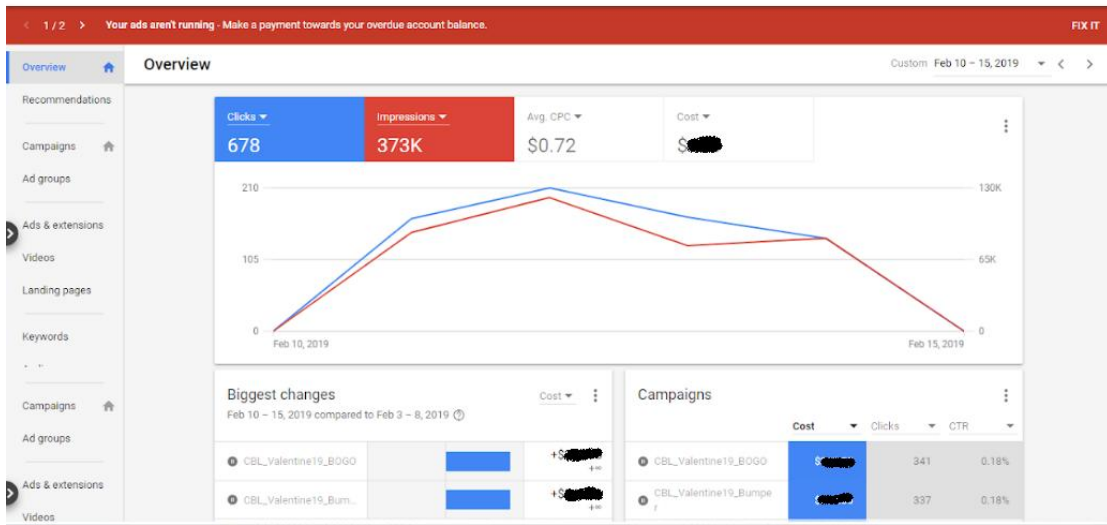 1 / 2 Your ads aren't running - Make a payment towards your overdue account balance. FIX IT
Overview
Recommendations
Campaigns
Ad groups
Ads & extensions
Videos
Landing pages
Keywords
Campaigns
Ad groups
Ads & extensions
Videos
Overview
Custom Feb 10 – 15, 2019
Clicks Impressions Avg. CPC Cost
678 373K $0.72 $
210 130K
105 65K
0 0
Feb 10, 2019 Feb 15, 2019
Biggest changes Cost
Feb 10 – 15, 2019 compared to Feb 3 – 8, 2019
CBL_Valentine19_BOGO +$
+∞
CBL_Valentine19_Bum... +$
+∞
Campaigns
Cost Clicks CTR
CBL_Valentine19_BOGO 341 0.18%
CBL_Valentine19_Bumpe
r 337 0.18%